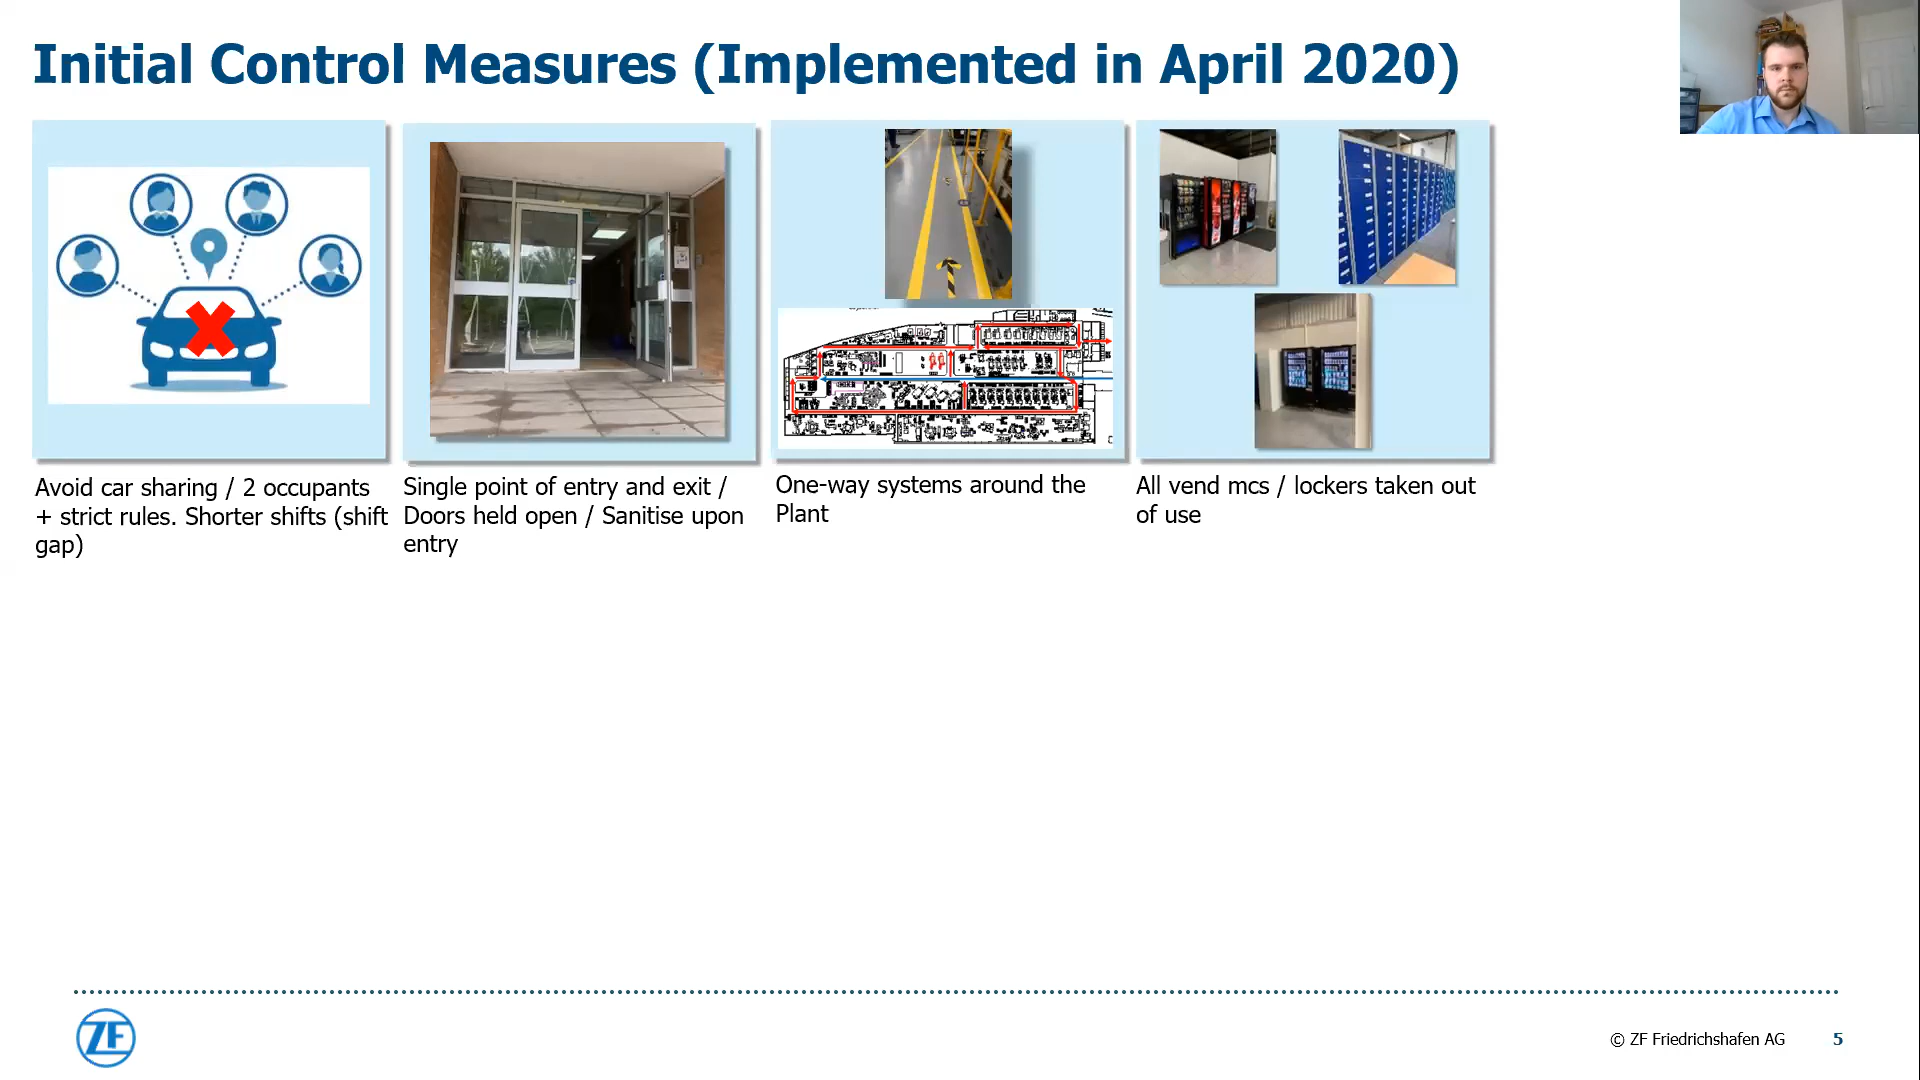 Initial Control Measures (Implemented in April 2020)
Avoid car sharing / 2 occupants
+ strict rules. Shorter shifts (shift
gap)
Single point of entry and exit /
Doors held open / Sanitise upon
entry
One-way systems around the
Plant
All vend mcs / lockers taken out
of use
ZF
© ZF Friedrichshafen AG
5